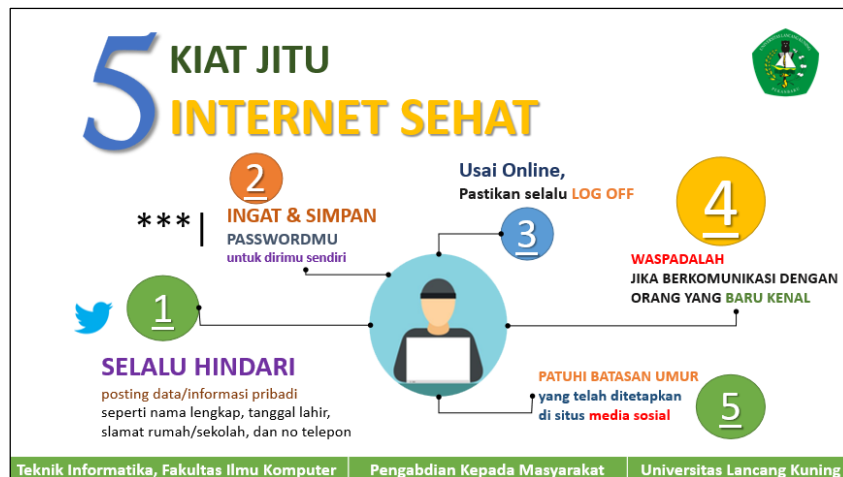 5 KIAT JITU
INTERNET SEHAT
1
SELALU HINDARI
posting data/informasi pribadi
seperti nama lengkap, tanggal lahir,
slamat rumah/sekolah, dan no telepon
2
***|
INGAT & SIMPAN
PASSWORDMU
untuk dirimu sendiri
Usai Online,
Pastikan selalu LOG OFF
3
4
WASPADALAH
JIKA BERKOMUNIKASI DENGAN
ORANG YANG BARU KENAL
PATUHI BATASAN UMUR
yang telah ditetapkan
di situs media sosial
5
Teknik Informatika, Fakultas Ilmu Komputer
Pengabdian Kepada Masyarakat
Universitas Lancang Kuning